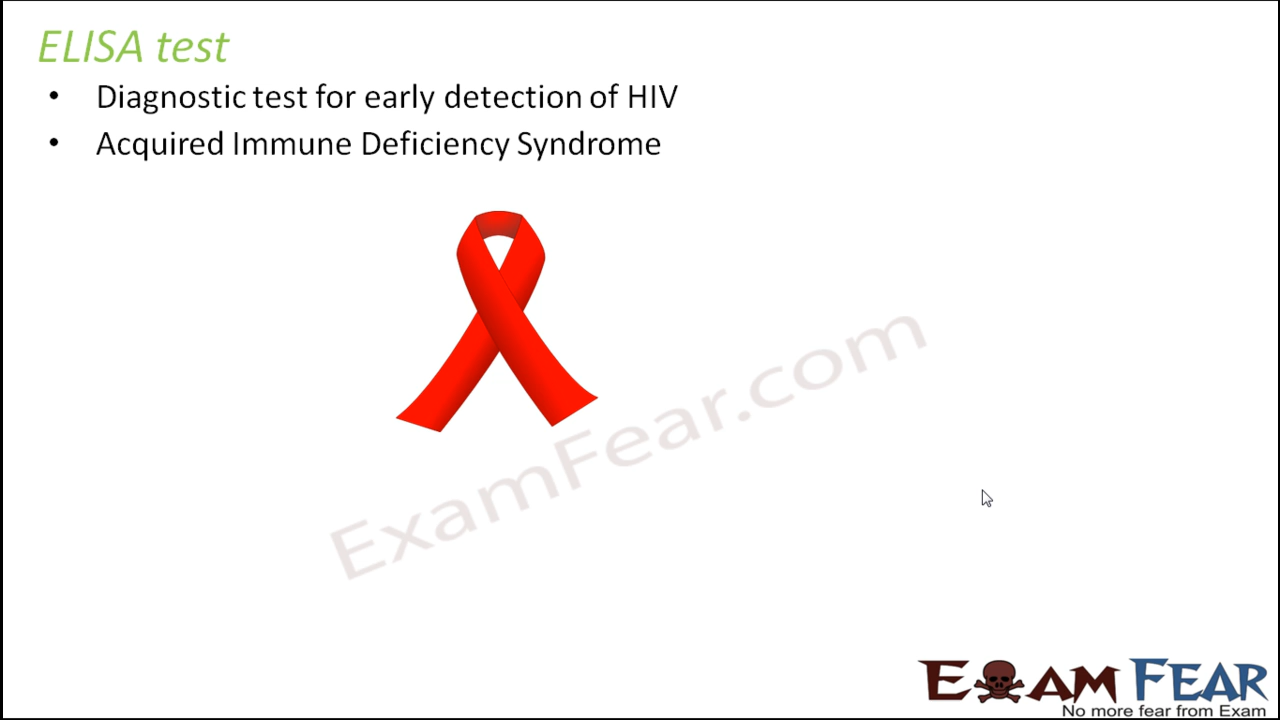 ELISA test
• Diagnostic test for early detection of HIV
• Acquired Immune Deficiency Syndrome
ExamFear.com
EXAM FEAR
No more fear from Exam